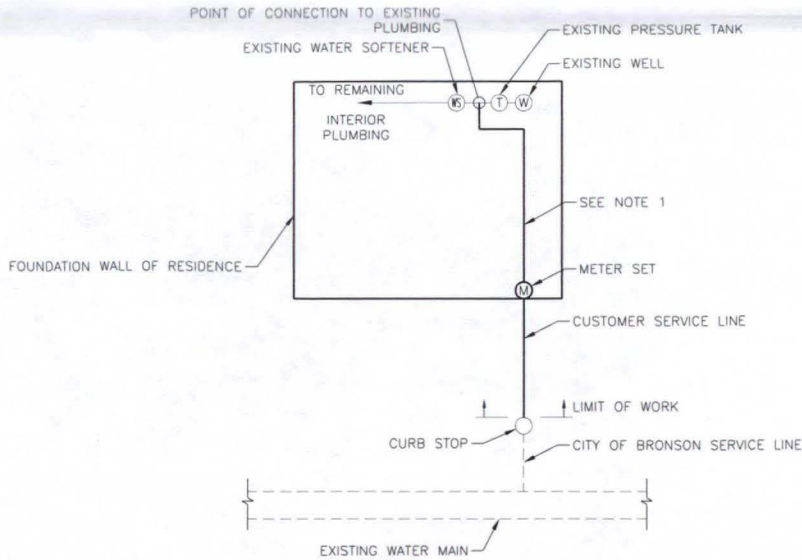 POINT OF CONNECTION TO EXISTING
PLUMBING
EXISTING WATER SOFTENER
EXISTING PRESSURE TANK
EXISTING WELL
TO REMAINING
INTERIOR
PLUMBING
WS
T
W
SEE NOTE 1
FOUNDATION WALL OF RESIDENCE
METER SET
M
CUSTOMER SERVICE LINE
LIMIT OF WORK
CURB STOP
CITY OF BRONSON SERVICE LINE
EXISTING WATER MAIN